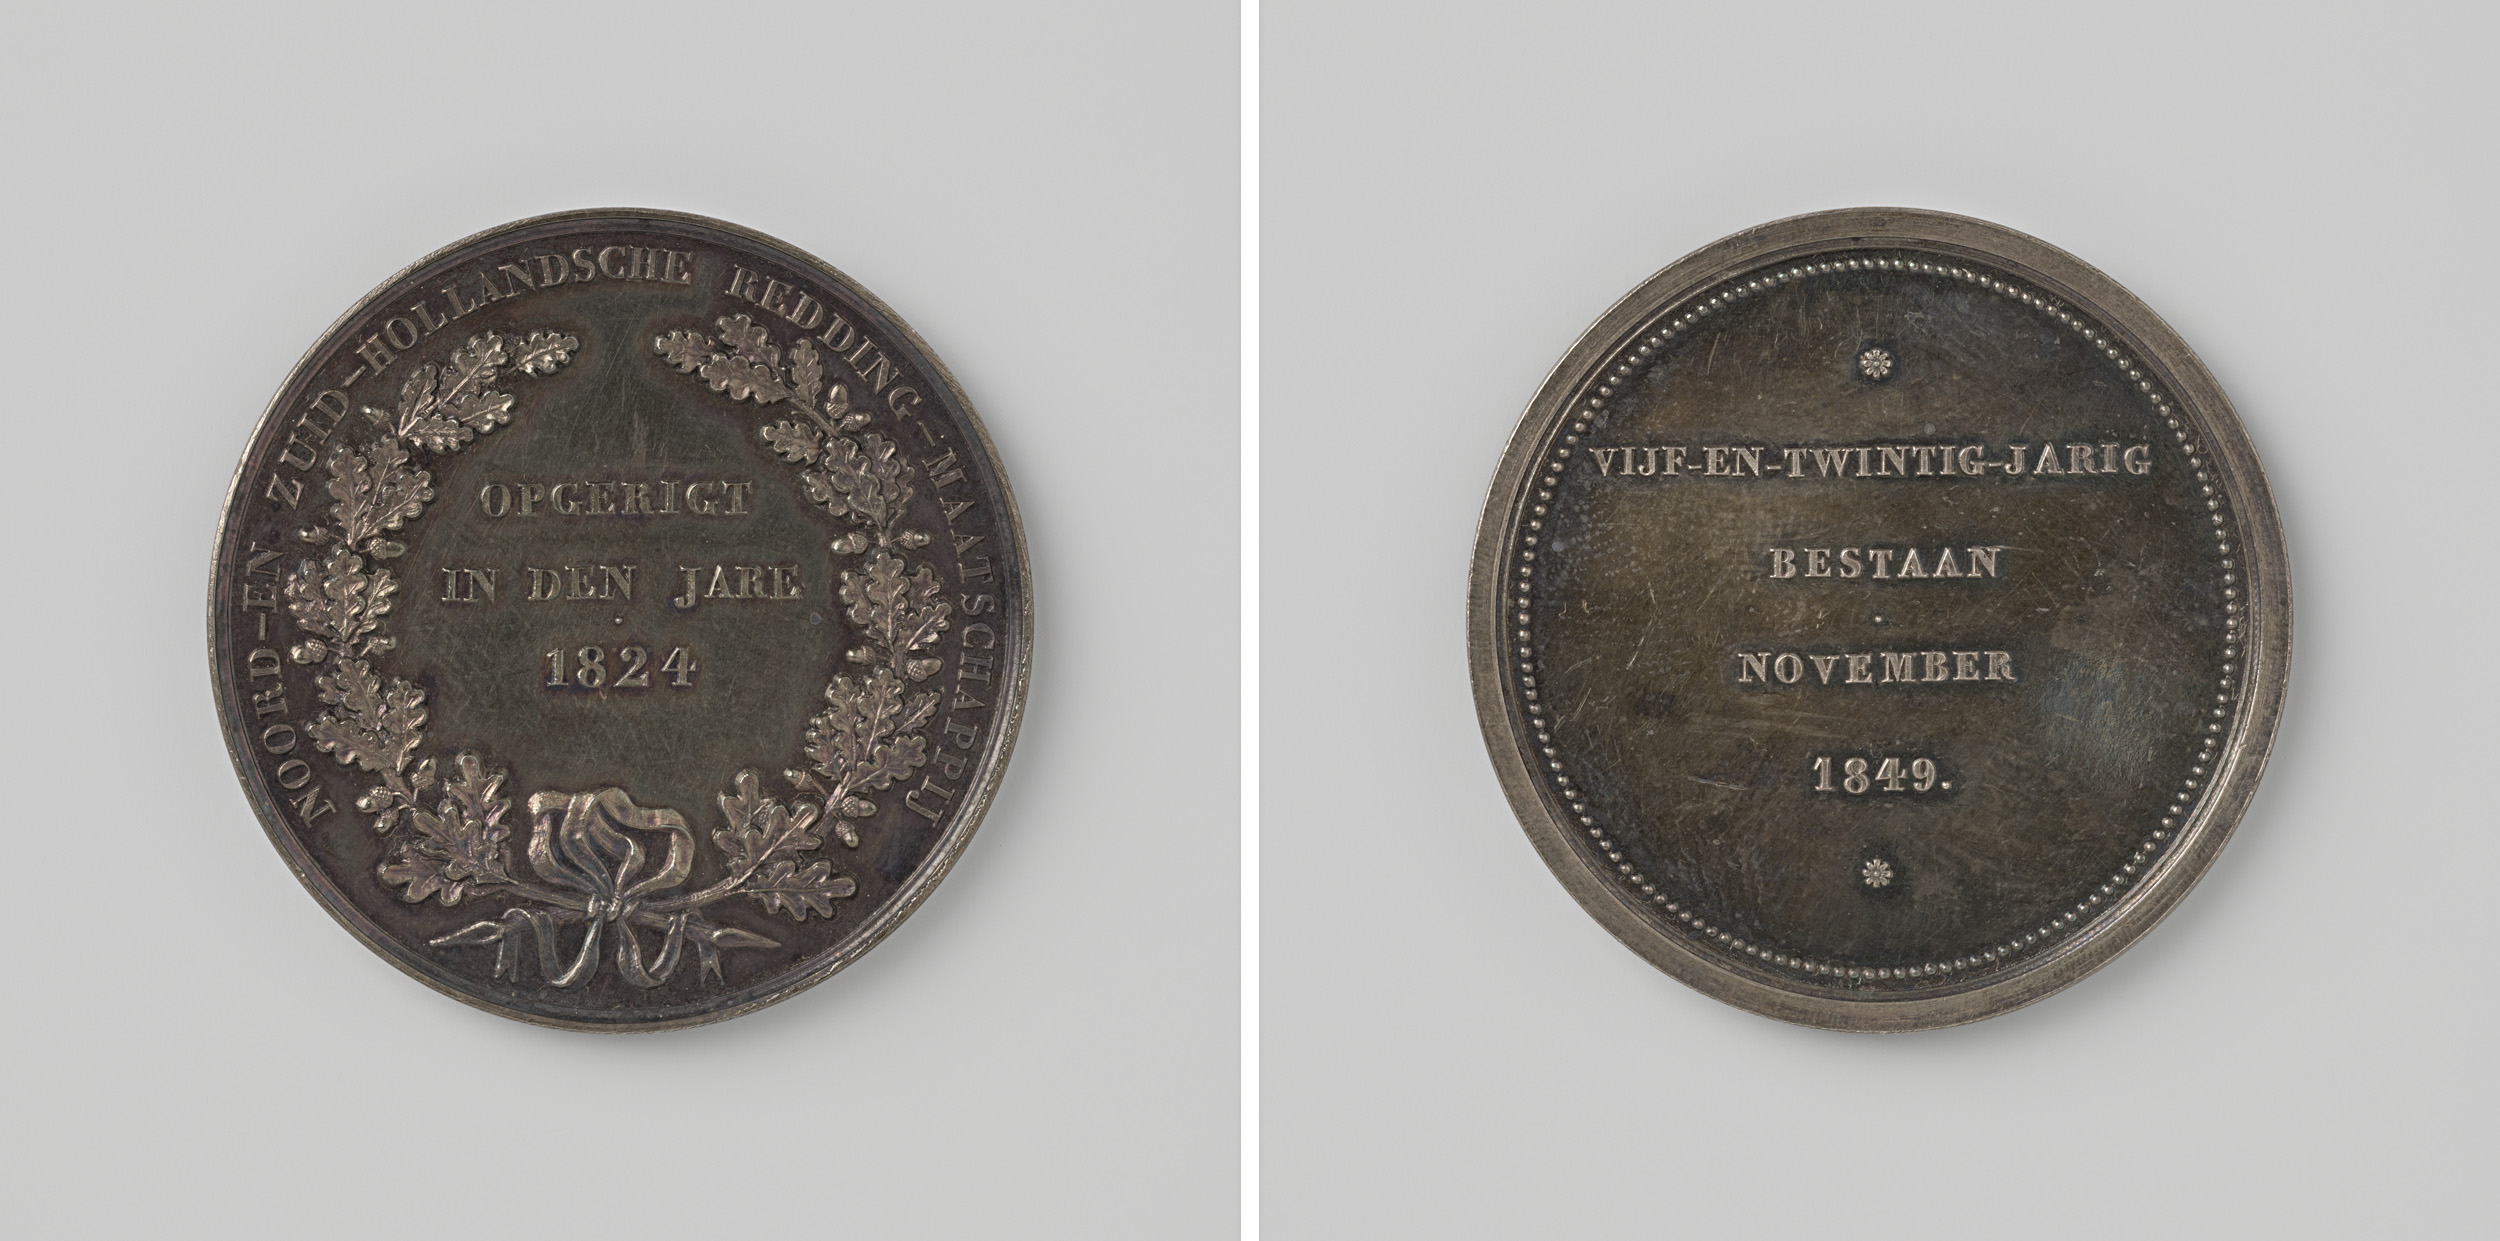 NOORD-EN ZUID-HOLLANDSCHE REDDING-MAATSCHAPPIJ
OPGERIGT
IN DEN JARE
1824
VIJF-EN-TWINTIG-JARIG
BESTAAN
NOVEMBER
1849.